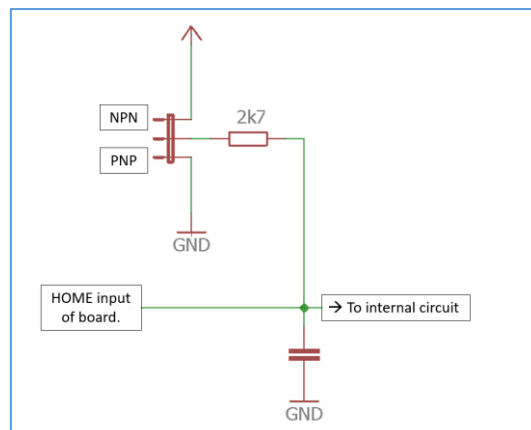 NPN
2k7
PNP
GND
HOME input
of board.
→ To internal circuit
GND